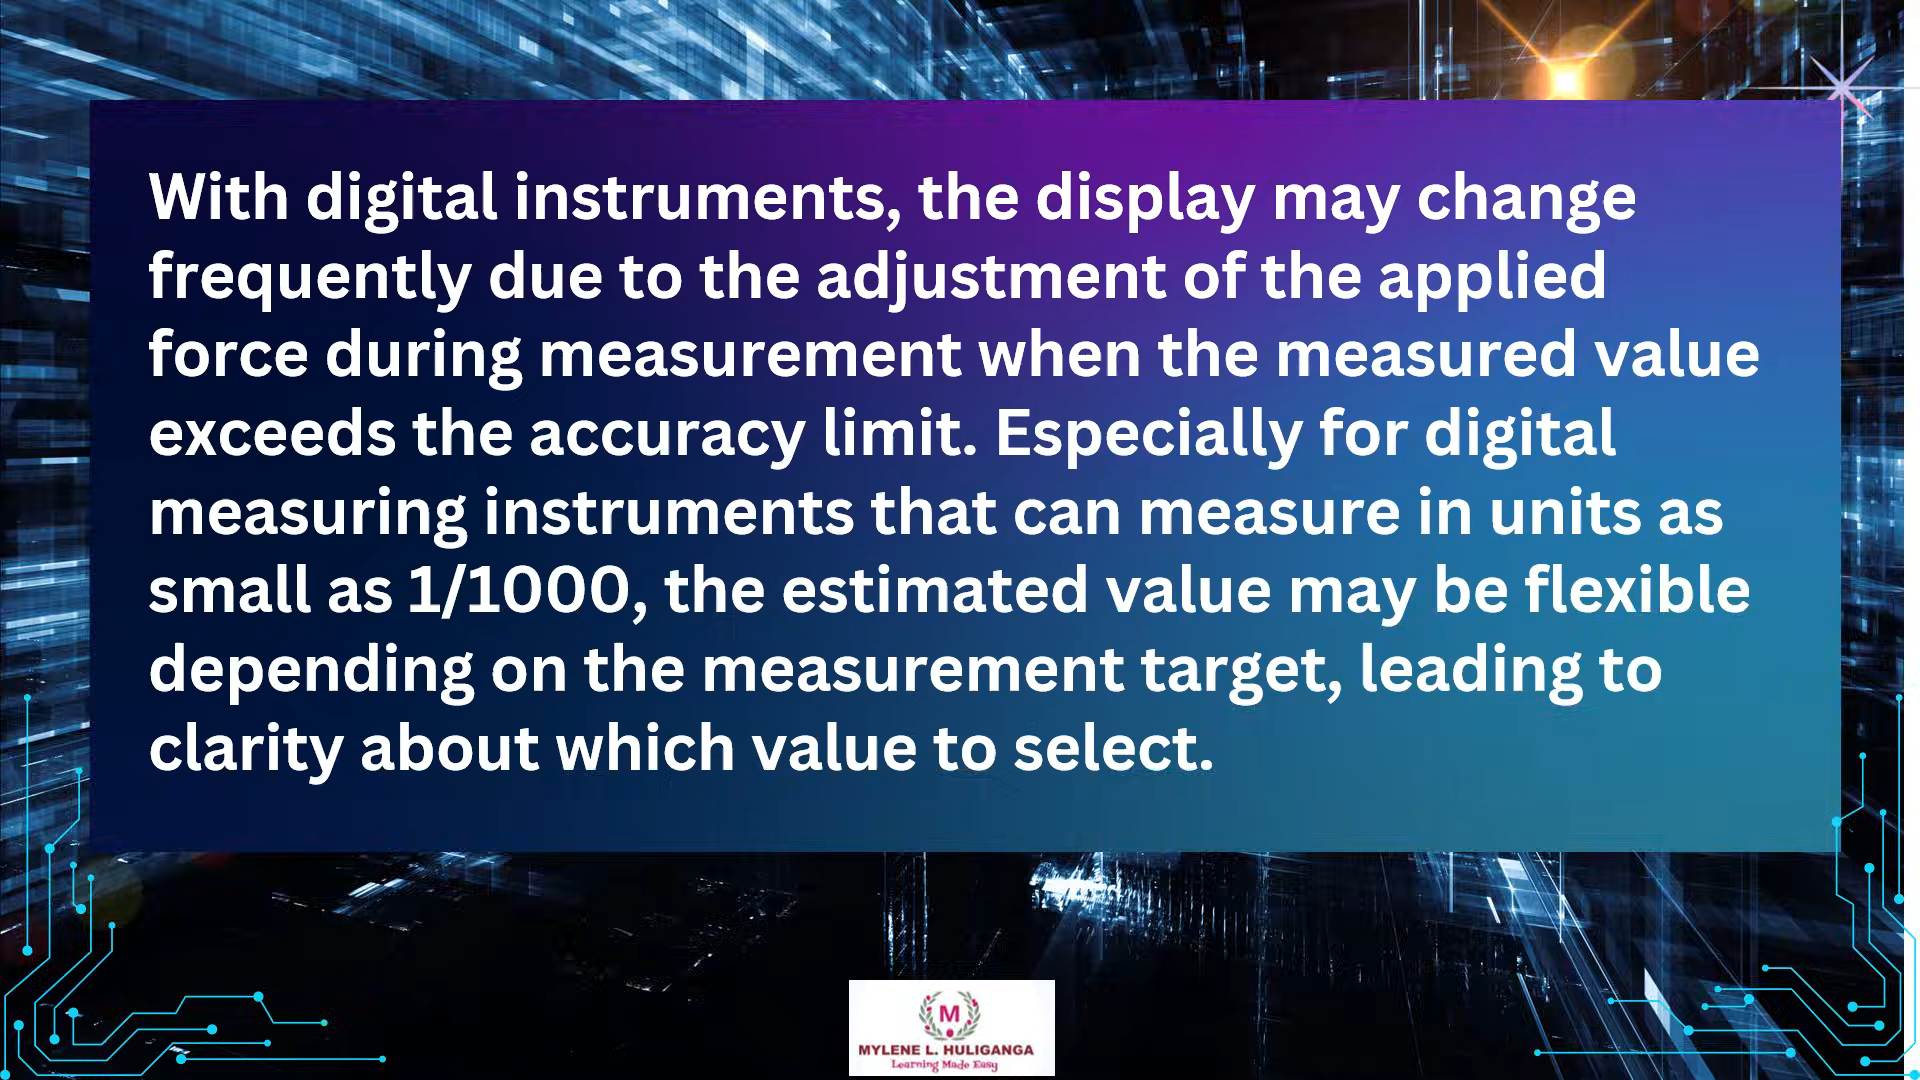 With digital instruments, the display may change
frequently due to the adjustment of the applied
force during measurement when the measured value
exceeds the accuracy limit. Especially for digital
measuring instruments that can measure in units as
small as 1/1000, the estimated value may be flexible
depending on the measurement target, leading to
clarity about which value to select.
M
MYLENE L. HULIGANGA
Learning Made Easy